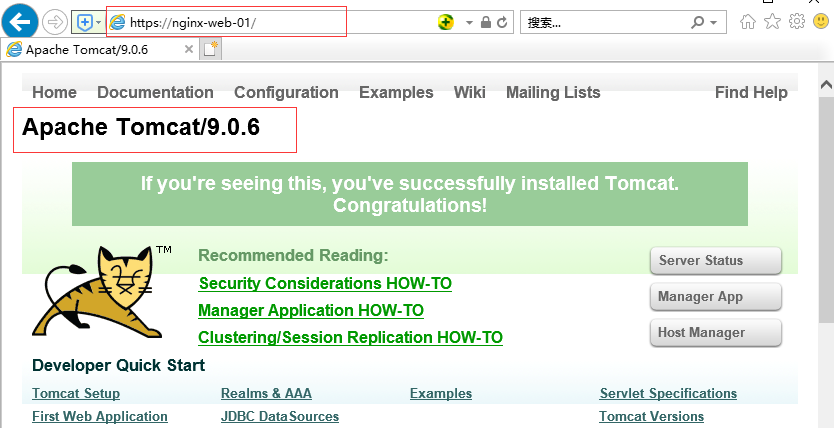 https://nginx-web-01/
搜索...
Apache Tomcat/9.0.6
Home Documentation Configuration Examples Wiki Mailing Lists Find Help
Apache Tomcat/9.0.6
If you're seeing this, you've successfully installed Tomcat.
Congratulations!
TM
Recommended Reading:
Security Considerations HOW-TO
Manager Application HOW-TO
Clustering/Session Replication HOW-TO
Server Status
Manager App
Host Manager
Developer Quick Start
Tomcat Setup Realms & AAA Examples Servlet Specifications
First Web Application JDBC DataSources Tomcat Versions